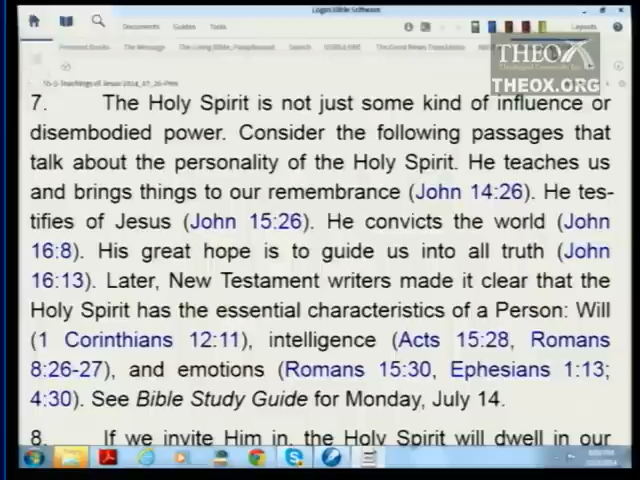 Logos Bible Software
Documents Guides Tools
Layouts
The Message
Search
The Good News Translation
THEOX
THEOX.ORG
7. The Holy Spirit is not just some kind of influence or
disembodied power. Consider the following passages that
talk about the personality of the Holy Spirit. He teaches us
and brings things to our remembrance (John 14:26). He tes-
tifies of Jesus (John 15:26). He convicts the world (John
16:8). His great hope is to guide us into all truth (John
16:13). Later, New Testament writers made it clear that the
Holy Spirit has the essential characteristics of a Person: Will
(1 Corinthians 12:11), intelligence (Acts 15:28, Romans
8:26-27), and emotions (Romans 15:30, Ephesians 1:13;
4:30). See Bible Study Guide for Monday, July 14.
8. If we invite Him in, the Holy Spirit will dwell in our